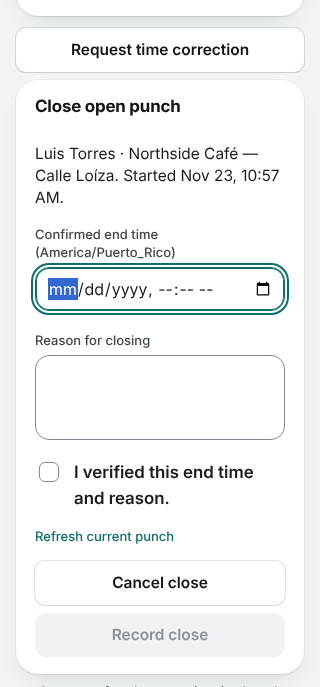 Request time correction
Close open punch
Luis Torres · Northside Café —
Calle Loíza. Started Nov 23, 10:57
AM.
Confirmed end time
(America/Puerto_Rico)
mm/dd/yyyy, --:-- --
Reason for closing
I verified this end time
and reason.
Refresh current punch
Cancel close
Record close